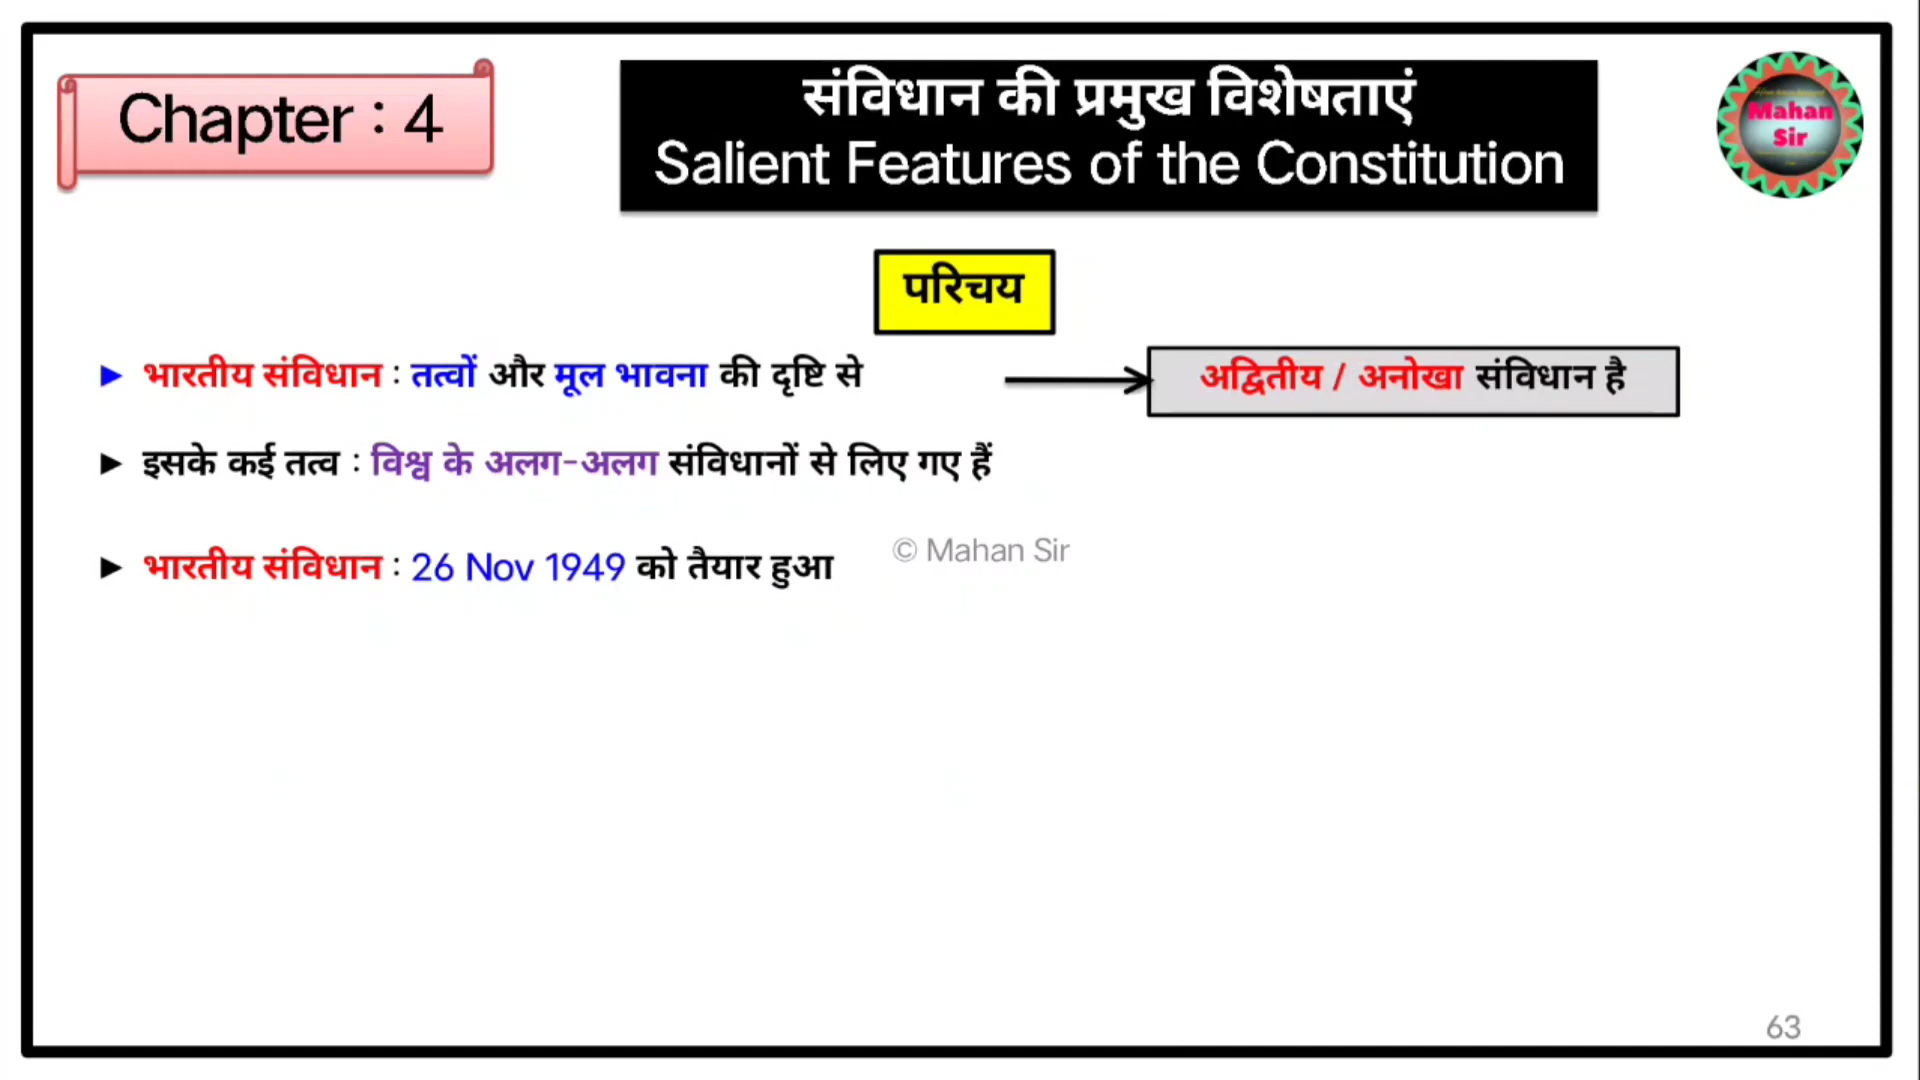 Chapter : 4
संविधान की प्रमुख विशेषताएं
Salient Features of the Constitution
Mahan
Sir
परिचय
► भारतीय संविधान : तत्वों और मूल भावना की दृष्टि से
अद्वितीय / अनोखा संविधान है
► इसके कई तत्व : विश्व के अलग-अलग संविधानों से लिए गए हैं
© Mahan Sir
► भारतीय संविधान : 26 Nov 1949 को तैयार हुआ
63